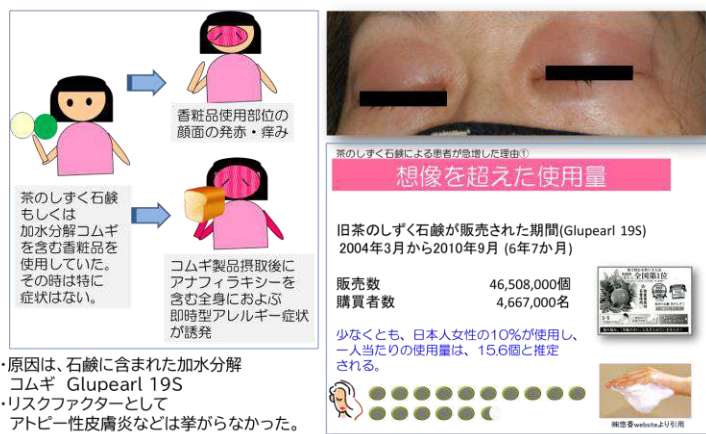 香粧品使用部位の
顔面の発赤・痒み
茶のしずく石鹸
もしくは
加水分解コムギ
を含む香粧品を
使用していた。
その時は特に
症状はない。
コムギ製品摂取後に
アナフィラキシーを
含む全身におよぶ
即時型アレルギー症状
が誘発
・原因は、石鹸に含まれた加水分解
コムギ Glupearl 19S
・リスクファクターとして
アトピー性皮膚炎などは挙がらなかった。
茶のしずく石鹸による患者が急増した理由①
想像を超えた使用量
旧茶のしずく石鹸が販売された期間(Glupearl 19S)
2004年3月から2010年9月 (6年7か月)
販売数 46,508,000個
購買者数 4,667,000名
全国第1位
少なくとも、日本人女性の10%が使用し、
一人当たりの使用量は、15.6個と推定
される。
㈱悠香websiteより引用